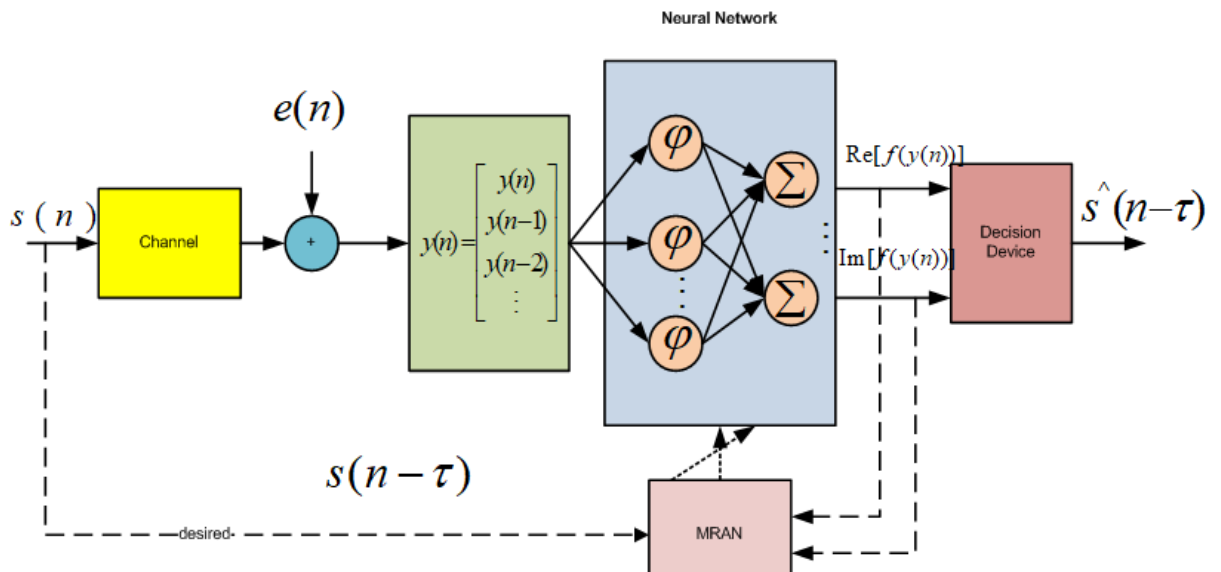 Neural Network
e(n)
s ( n )
Channel
+
y(n) =
y(n)
y(n−1)
y(n−2)
⋮
φ
φ
⋮
φ
Σ
⋮
Σ
Re[f(y(n))]
Im[f(y(n))]
Decision
Device
s^(n−τ)
s(n − τ)
desired
MRAN